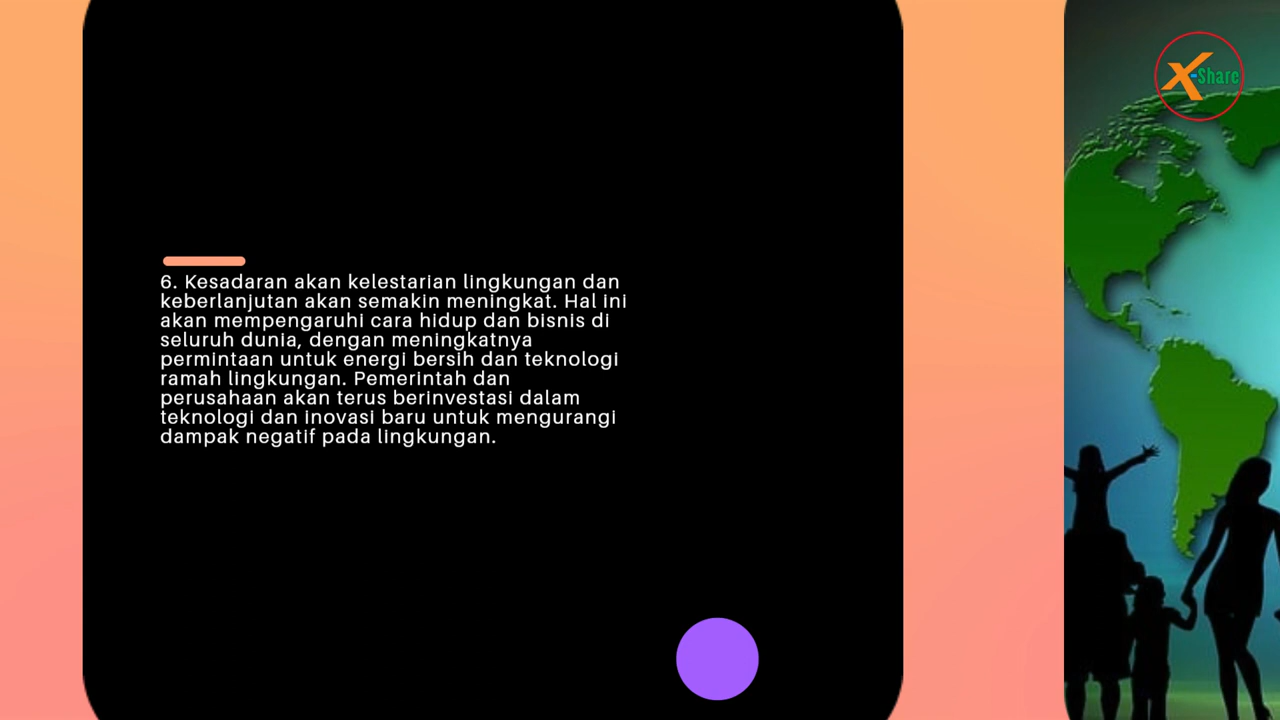 X-Share
6. Kesadaran akan kelestarian lingkungan dan
keberlanjutan akan semakin meningkat. Hal ini
akan mempengaruhi cara hidup dan bisnis di
seluruh dunia, dengan meningkatnya
permintaan untuk energi bersih dan teknologi
ramah lingkungan. Pemerintah dan
perusahaan akan terus berinvestasi dalam
teknologi dan inovasi baru untuk mengurangi
dampak negatif pada lingkungan.